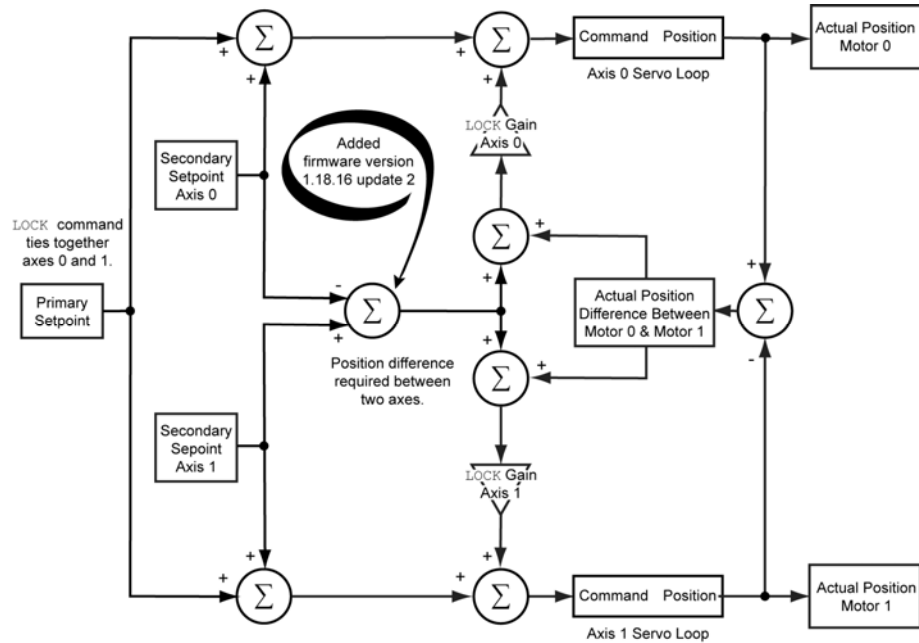 Σ
Σ
Command Position
Actual Position
Motor 0
+
+
+
+
Axis 0 Servo Loop
LOCK Gain
Axis 0
Added
firmware version
1.18.16 update 2
Secondary
Setpoint
Axis 0
LOCK command
ties together
axes 0 and 1.
Σ
+
+
+
-
Primary
Setpoint
Σ
+
Actual Position
Difference Between
Motor 0 & Motor 1
Σ
-
Position difference
required between
two axes.
+
+
Σ
Secondary
Sepoint
Axis 1
LOCK Gain
Axis 1
+
+
+
+
Σ
Σ
Command Position
Actual Position
Motor 1
Axis 1 Servo Loop